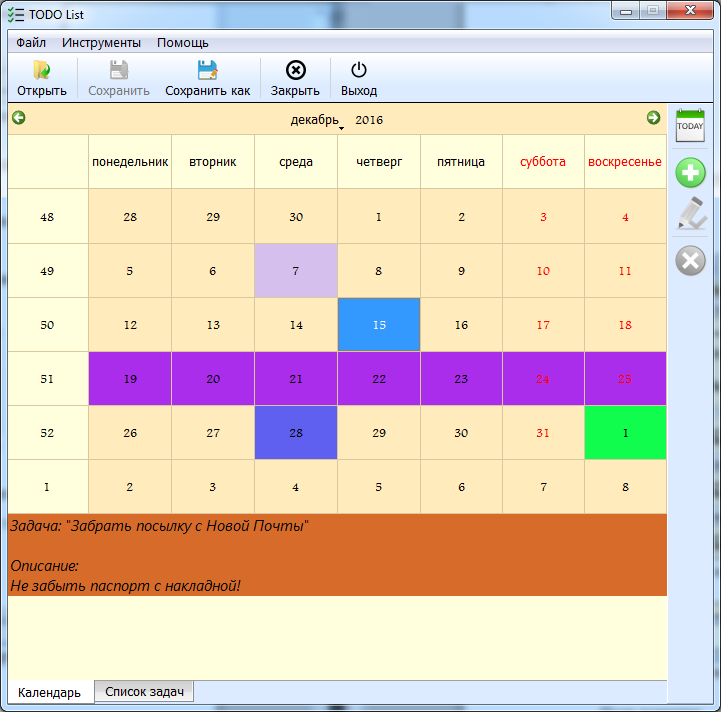 TODO List
Файл Инструменты Помощь
Открыть Сохранить Сохранить как Закрыть Выход
декабрь 2016
TODAY
понедельник вторник среда четверг пятница суббота воскресенье
48 28 29 30 1 2 3 4
49 5 6 7 8 9 10 11
50 12 13 14 15 16 17 18
51 19 20 21 22 23 24 25
52 26 27 28 29 30 31 1
1 2 3 4 5 6 7 8
Задача: "Забрать посылку с Новой Почты"
Описание:
Не забыть паспорт с накладной!
Календарь Список задач